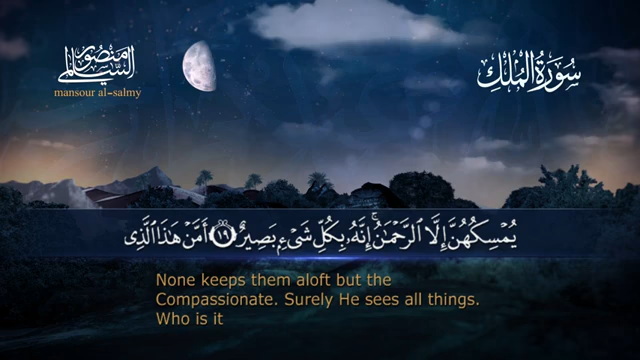 منصور السالمي
mansour al-salmy
سُورَةُ الْمُلْكِ
يُمْسِكُهُنَّ إِلَّا الرَّحْمَٰنُ ۚ إِنَّهُ بِكُلِّ شَيْءٍ بَصِيرٌ ۝١٩ أَمَّنْ هَٰذَا الَّذِي
None keeps them aloft but the
Compassionate. Surely He sees all things.
Who is it